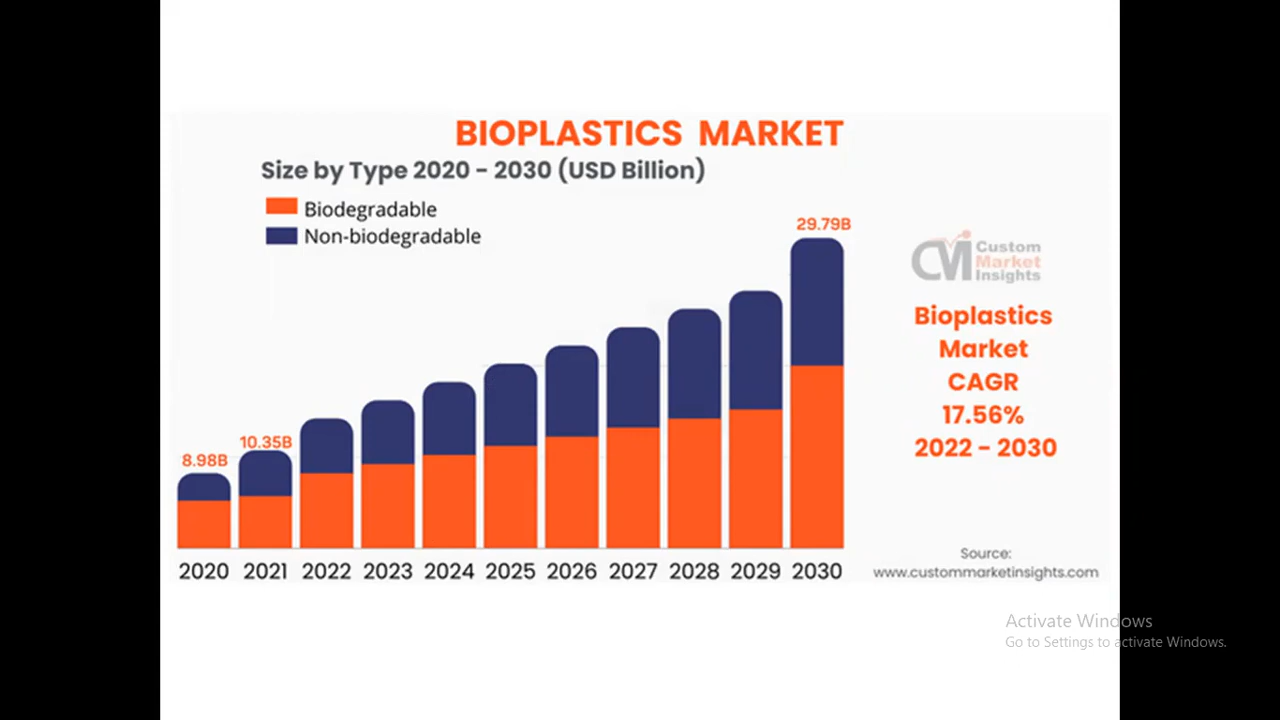 BIOPLASTICS MARKET
Size by Type 2020 - 2030 (USD Billion)
Biodegradable
Non-biodegradable
29.79B
10.35B
8.98B
2020 2021 2022 2023 2024 2025 2026 2027 2028 2029 2030
CMI Custom
Market
Insights
Bioplastics
Market
CAGR
17.56%
2022 - 2030
Source:
www.custommarketinsights.com
Activate Windows
Go to Settings to activate Windows.